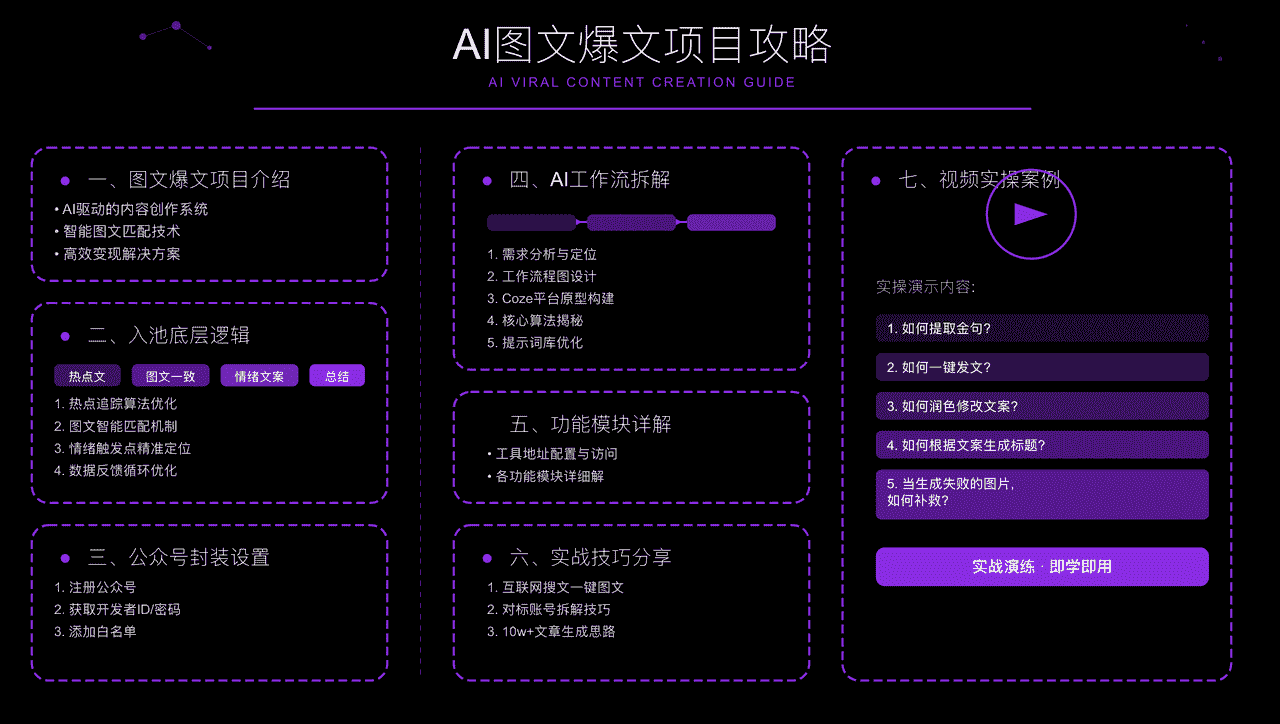 AI图文爆文项目攻略
AI VIRAL CONTENT CREATION GUIDE
一、图文爆文项目介绍
• AI驱动的内容创作系统
• 智能图文匹配技术
• 高效变现解决方案
二、入池底层逻辑
热点文 图文一致 情绪文案 总结
1. 热点追踪算法优化
2. 图文智能匹配机制
3. 情绪触发点精准定位
4. 数据反馈循环优化
三、公众号封装设置
1. 注册公众号
2. 获取开发者ID/密码
3. 添加白名单
四、AI工作流拆解
1. 需求分析与定位
2. 工作流程图设计
3. Coze平台原型构建
4. 核心算法揭秘
5. 提示词库优化
五、功能模块详解
• 工具地址配置与访问
• 各功能模块详细解
六、实战技巧分享
1. 互联网搜文一键图文
2. 对标账号拆解技巧
3. 10w+文章生成思路
七、视频实操案例
实操演示内容:
1. 如何提取金句?
2. 如何一键发文?
3. 如何润色修改文案?
4. 如何根据文案生成标题?
5. 当生成失败的图片,
如何补救?
实战演练 · 即学即用